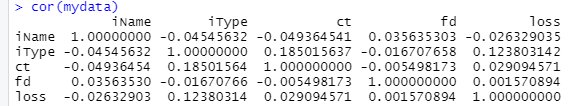 > cor(mydata)
iName iType ct fd loss
iName 1.00000000 -0.04545632 -0.049364541 0.035635303 -0.026329035
iType -0.04545632 1.00000000 0.185015637 -0.016707658 0.123803142
ct -0.04936454 0.18501564 1.000000000 -0.005498173 0.029094571
fd 0.03563530 -0.01670766 -0.005498173 1.000000000 0.001570894
loss -0.02632903 0.12380314 0.029094571 0.001570894 1.000000000